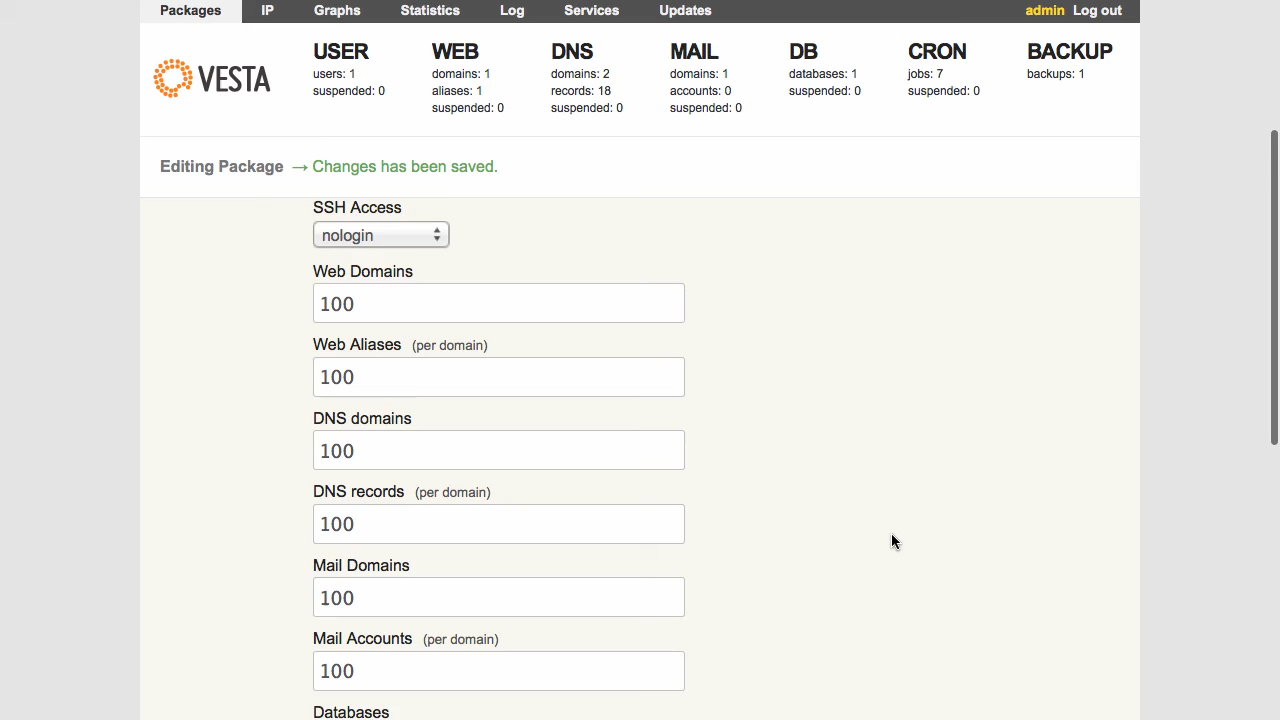 Packages IP Graphs Statistics Log Services Updates admin Log out
VESTA
USER WEB DNS MAIL DB CRON BACKUP
users: 1 domains: 1 domains: 2 domains: 1 databases: 1 jobs: 7 backups: 1
suspended: 0 aliases: 1 records: 18 accounts: 0 suspended: 0 suspended: 0
suspended: 0 suspended: 0 suspended: 0
Editing Package → Changes has been saved.
SSH Access
nologin
Web Domains
100
Web Aliases (per domain)
100
DNS domains
100
DNS records (per domain)
100
Mail Domains
100
Mail Accounts (per domain)
100
Databases